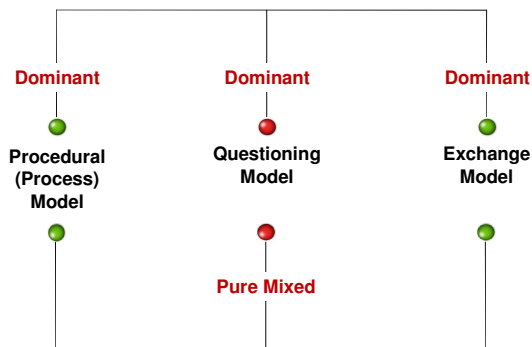 Dominant
Dominant
Dominant
Procedural
(Process)
Model
Questioning
Model
Exchange
Model
Pure Mixed